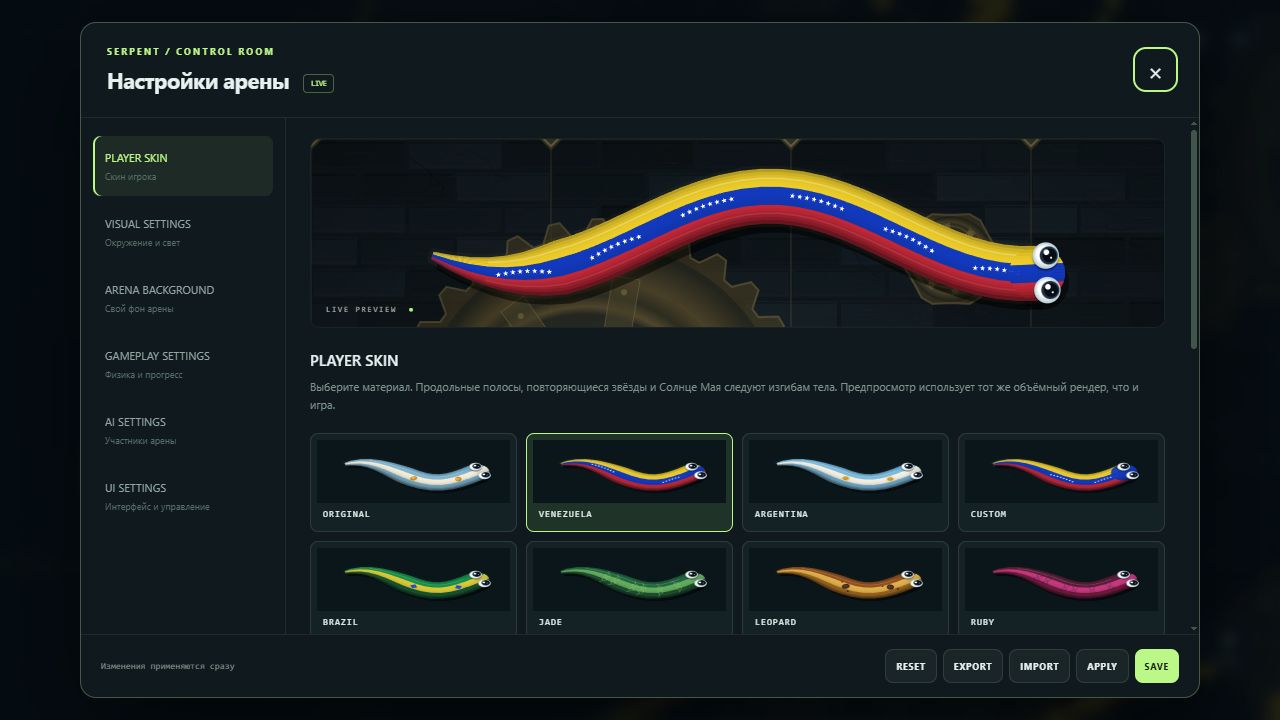 SERPENT / CONTROL ROOM
Настройки арены
LIVE
×
PLAYER SKIN
Скин игрока
VISUAL SETTINGS
Окружение и свет
ARENA BACKGROUND
Свой фон арены
GAMEPLAY SETTINGS
Физика и прогресс
AI SETTINGS
Участники арены
UI SETTINGS
Интерфейс и управление
LIVE PREVIEW
PLAYER SKIN
Выберите материал. Продольные полосы, повторяющиеся звёзды и Солнце Мая следуют изгибам тела. Предпросмотр использует тот же объёмный рендер, что и
игра.
ORIGINAL
VENEZUELA
ARGENTINA
CUSTOM
BRAZIL
JADE
LEOPARD
RUBY
Изменения применяются сразу
RESET
EXPORT
IMPORT
APPLY
SAVE